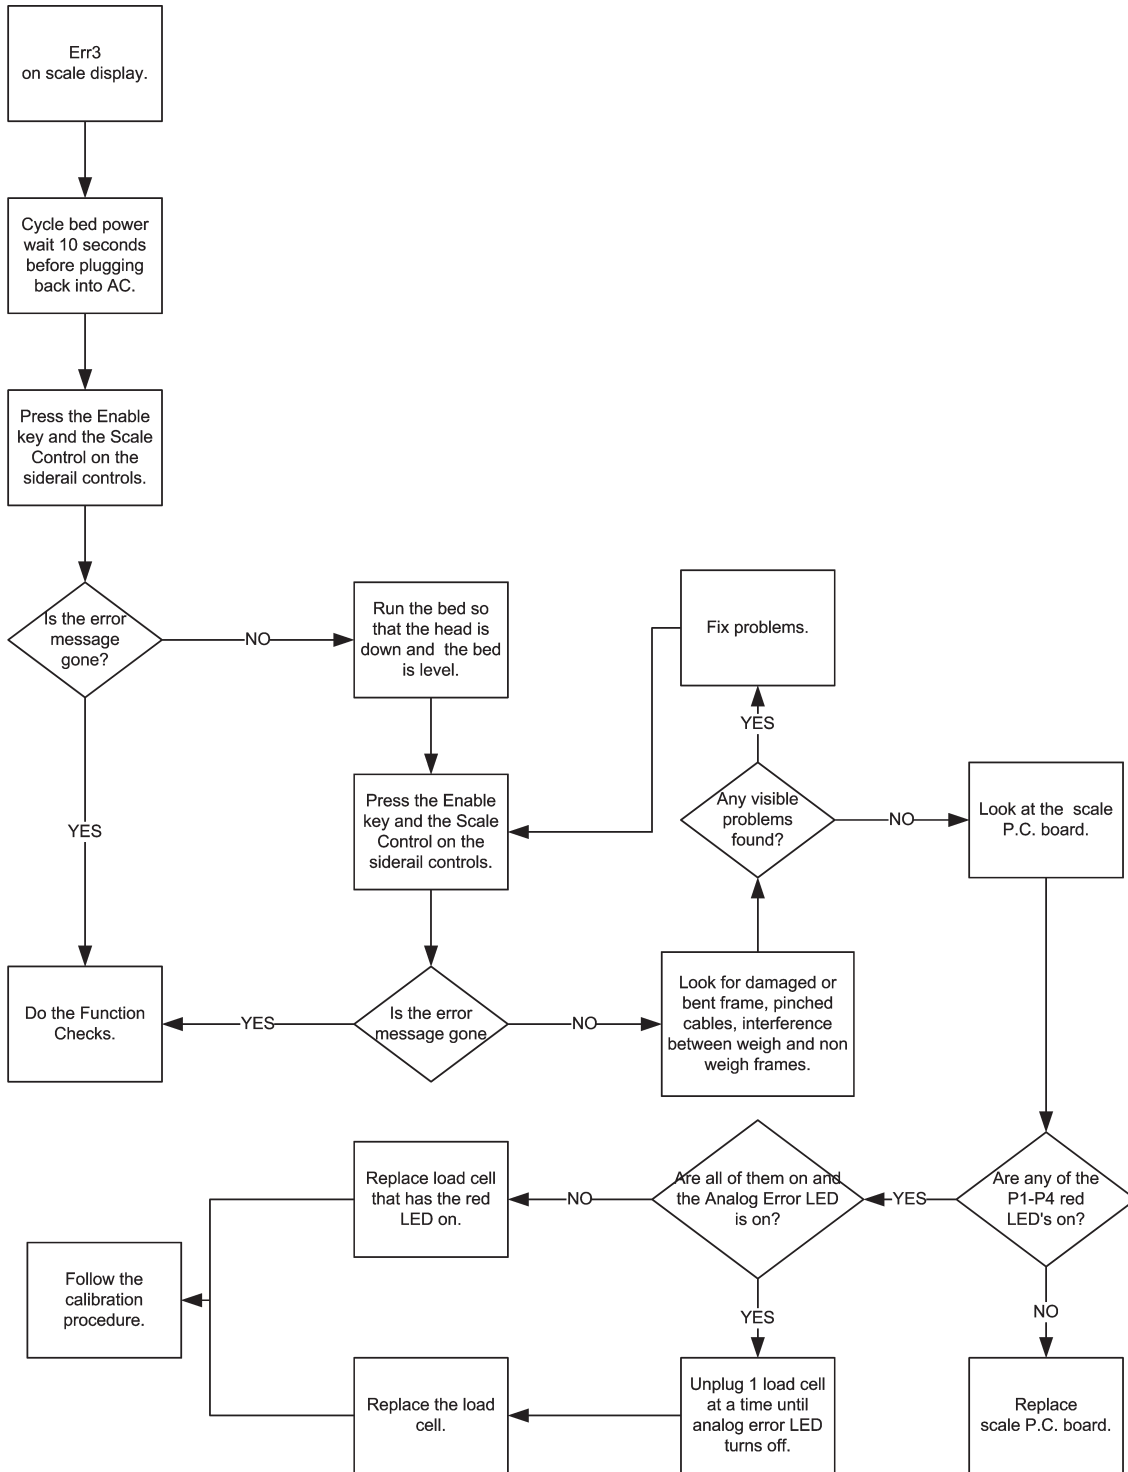 Err3
on scale display.
Cycle bed power
wait 10 seconds
before plugging
back into AC.
Press the Enable
key and the Scale
Control on the
siderail controls.
Is the error
message
gone?
NO
YES
Run the bed so
that the head is
down and the bed
is level.
Press the Enable
key and the Scale
Control on the
siderail controls.
Is the error
message gone
YES
NO
Do the Function
Checks.
Look for damaged or
bent frame, pinched
cables, interference
between weigh and non
weigh frames.
Any visible
problems
found?
YES
NO
Fix problems.
Look at the scale
P.C. board.
Are any of the
P1-P4 red
LED's on?
YES
NO
Replace
scale P.C. board.
Are all of them on and
the Analog Error LED
is on?
NO
YES
Replace load cell
that has the red
LED on.
Unplug 1 load cell
at a time until
analog error LED
turns off.
Replace the load
cell.
Follow the
calibration
procedure.